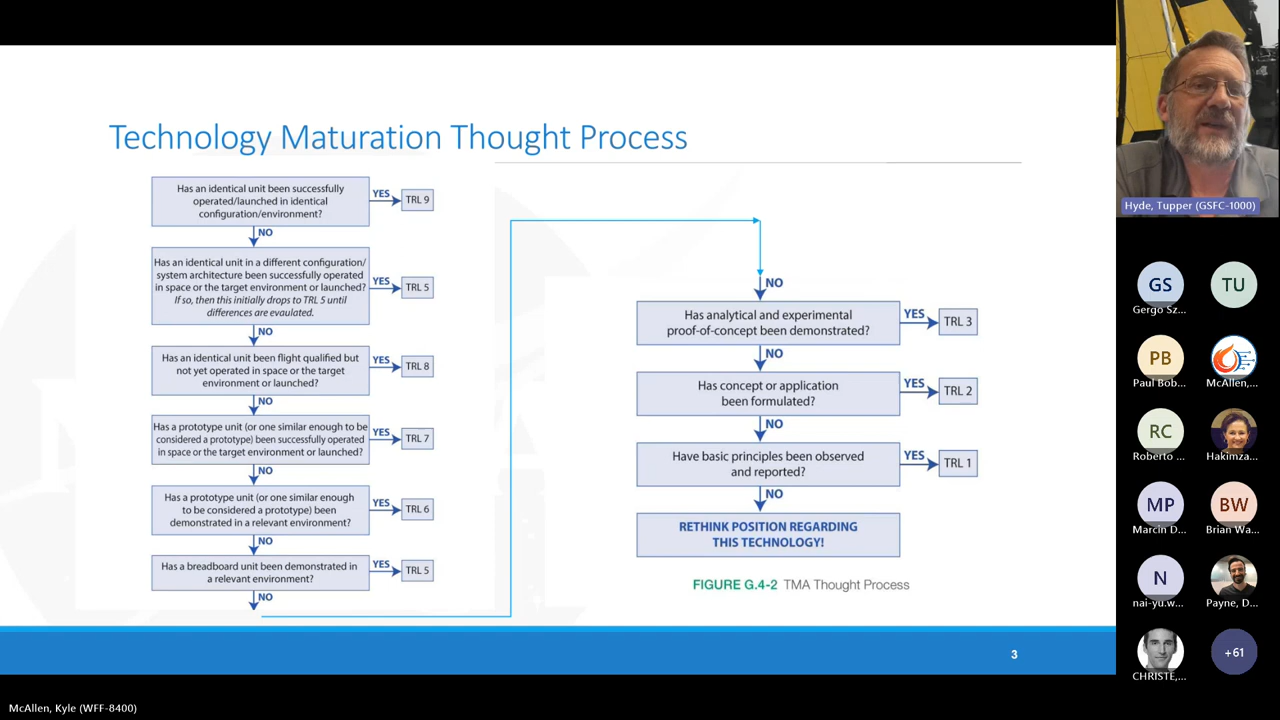 Technology Maturation Thought Process
Has an identical unit been successfully
operated/launched in identical
configuration/environment?
YES
TRL 9
NO
Has an identical unit in a different configuration/
system architecture been successfully operated
in space or the target environment or launched?
If so, then this initially drops to TRL 5 until
differences are evaulated.
YES
TRL 5
NO
Has an identical unit been flight qualified but
not yet operated in space or the target
environment or launched?
YES
TRL 8
NO
Has a prototype unit (or one similar enough to be
considered a prototype) been successfully operated
in space or the target environment or launched?
YES
TRL 7
NO
Has a prototype unit (or one similar enough
to be considered a prototype) been
demonstrated in a relevant environment?
YES
TRL 6
NO
Has a breadboard unit been demonstrated in
a relevant environment?
YES
TRL 5
NO
NO
Has analytical and experimental
proof-of-concept been demonstrated?
YES
TRL 3
NO
Has concept or application
been formulated?
YES
TRL 2
NO
Have basic principles been observed
and reported?
YES
TRL 1
NO
RETHINK POSITION REGARDING
THIS TECHNOLOGY!
FIGURE G.4-2 TMA Thought Process
3
Hyde, Tupper (GSFC-1000)
GS
Gergo Sz...
TU
PB
Paul Bob...
McAllen,...
RC
Roberto ...
Hakimza...
MP
Marcin D...
BW
Brian Wa...
N
nai-yu.w...
Payne, D...
CHRISTE,...
+61
McAllen, Kyle (WFF-8400)